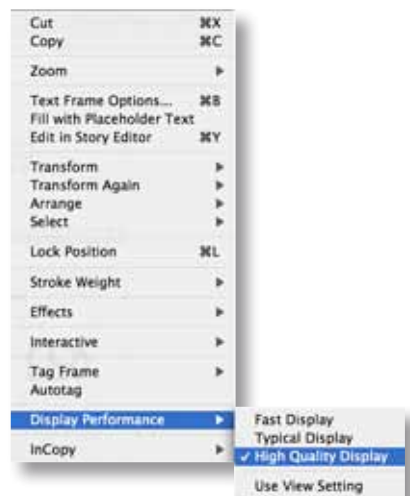 Cut ⌘X
Copy ⌘C
Zoom
Text Frame Options... ⌘B
Fill with Placeholder Text
Edit in Story Editor ⌘Y
Transform
Transform Again
Arrange
Select
Lock Position ⌘L
Stroke Weight
Effects
Interactive
Tag Frame
Autotag
Display Performance
InCopy
Fast Display
Typical Display
✓ High Quality Display
Use View Setting